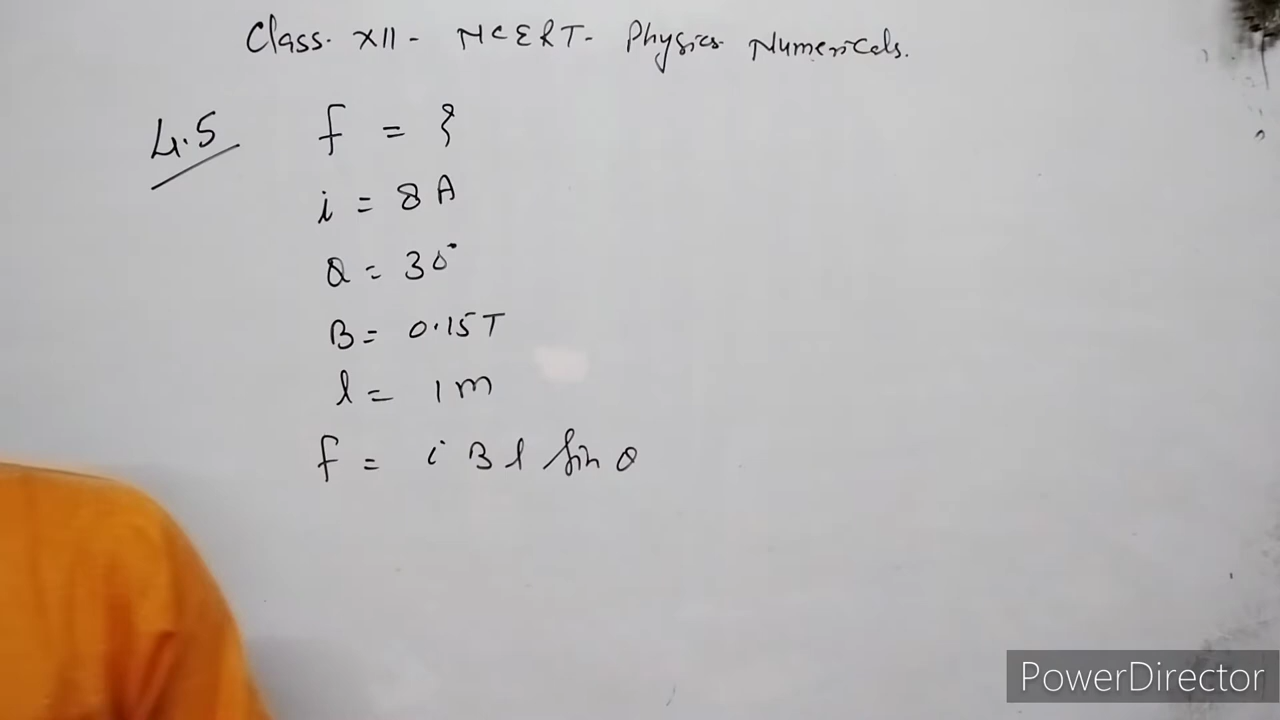 Class. XII - NCERT- Physics Numericals.
4.5
f = ?
i = 8 A
θ = 30°
B = 0.15 T
l = 1 m
f = i B l Sin θ
PowerDirector